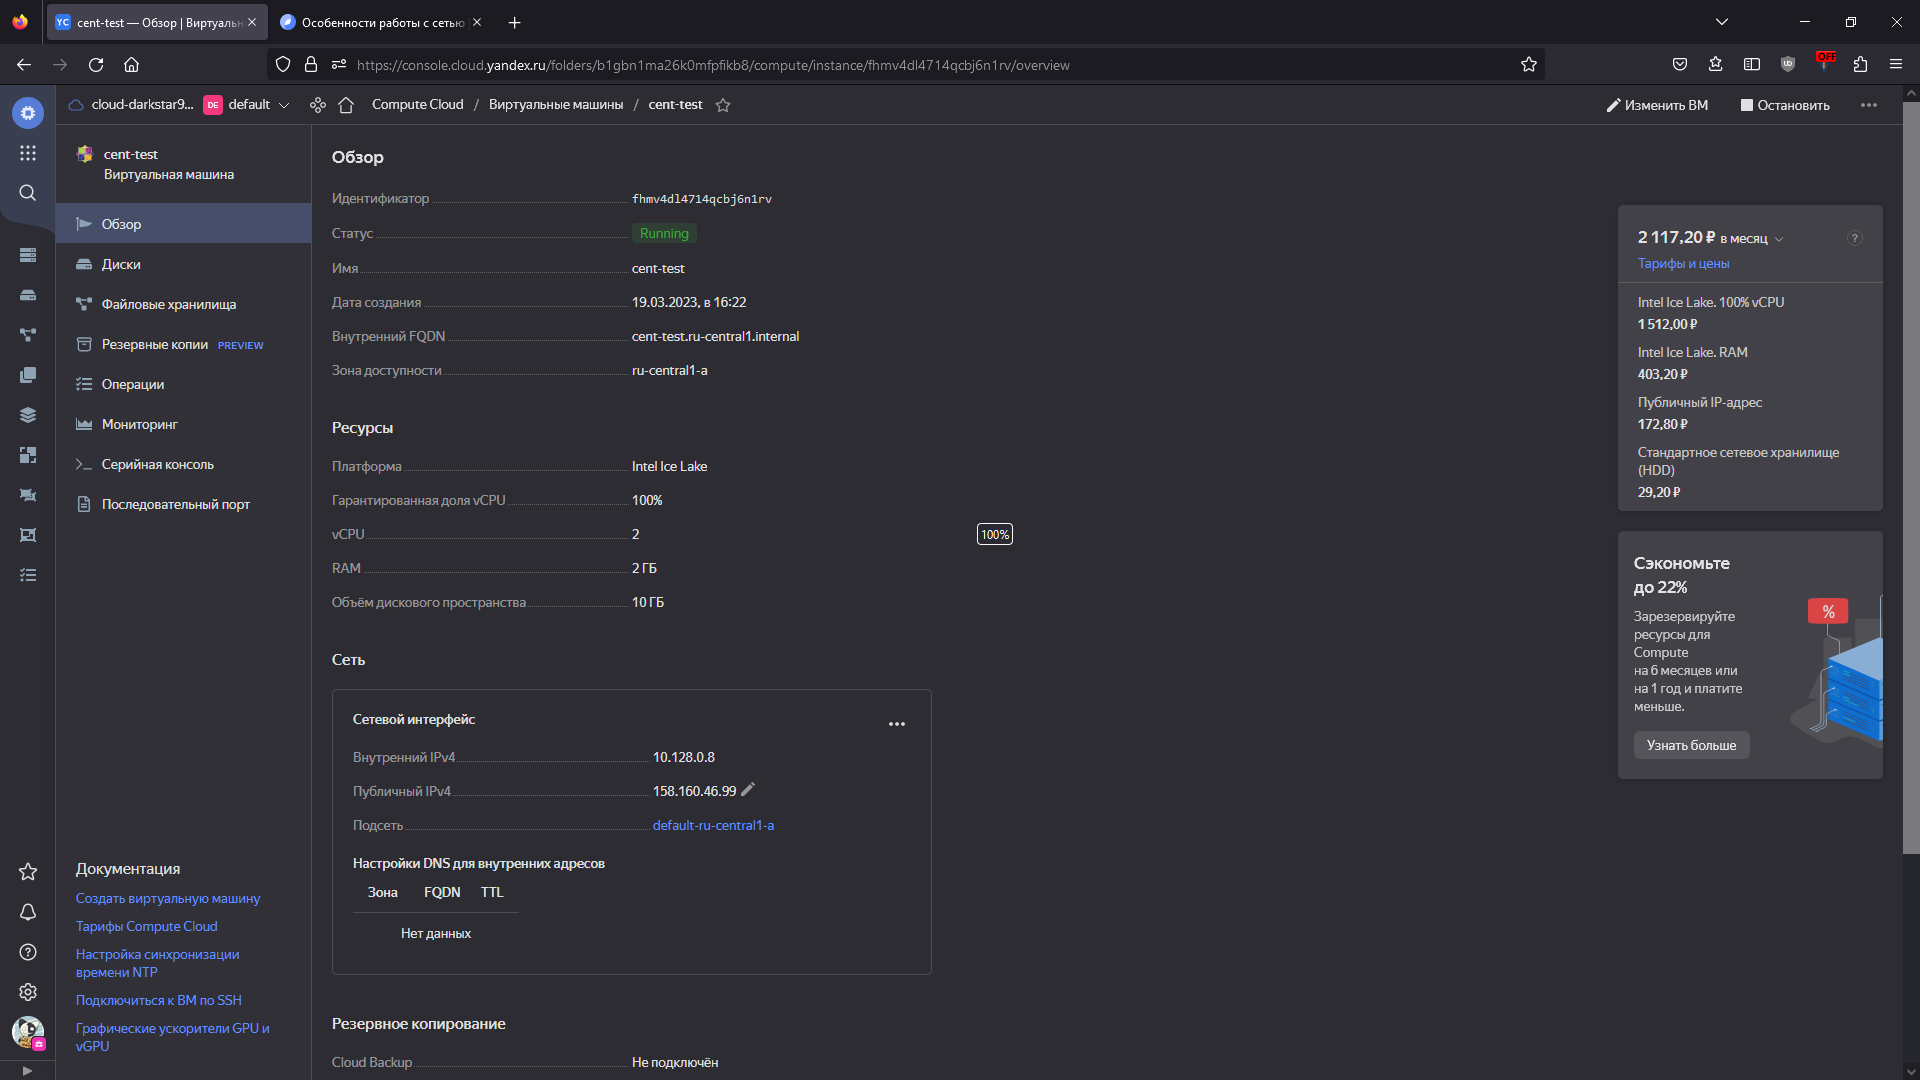 cent-test — Обзор | Виртуальн
Особенности работы с сетью
https://console.cloud.yandex.ru/folders/b1gbn1ma26k0mfpfikb8/compute/instance/fhmv4dl4714qcbj6n1rv/overview
OFF
cloud-darkstar9... DE default
Compute Cloud / Виртуальные машины / cent-test
Изменить ВМ
Остановить
cent-test
Виртуальная машина
Обзор
Диски
Файловые хранилища
Резервные копии PREVIEW
Операции
Мониторинг
Серийная консоль
Последовательный порт
Документация
Создать виртуальную машину
Тарифы Compute Cloud
Настройка синхронизации
времени NTP
Подключиться к ВМ по SSH
Графические ускорители GPU и
vGPU
Обзор
Идентификатор fhmv4dl4714qcbj6n1rv
Статус Running
Имя cent-test
Дата создания 19.03.2023, в 16:22
Внутренний FQDN cent-test.ru-central1.internal
Зона доступности ru-central1-a
Ресурсы
Платформа Intel Ice Lake
Гарантированная доля vCPU 100%
vCPU 2
100%
RAM 2 ГБ
Объём дискового пространства 10 ГБ
Сеть
Сетевой интерфейс
Внутренний IPv4 10.128.0.8
Публичный IPv4 158.160.46.99
Подсеть default-ru-central1-a
Настройки DNS для внутренних адресов
Зона FQDN TTL
Нет данных
Резервное копирование
Cloud Backup Не подключён
2 117,20 ₽ в месяц
Тарифы и цены
Intel Ice Lake. 100% vCPU
1 512,00 ₽
Intel Ice Lake. RAM
403,20 ₽
Публичный IP-адрес
172,80 ₽
Стандартное сетевое хранилище
(HDD)
29,20 ₽
Сэкономьте
до 22%
Зарезервируйте
ресурсы для
Compute
на 6 месяцев или
на 1 год и платите
меньше.
%
Узнать больше